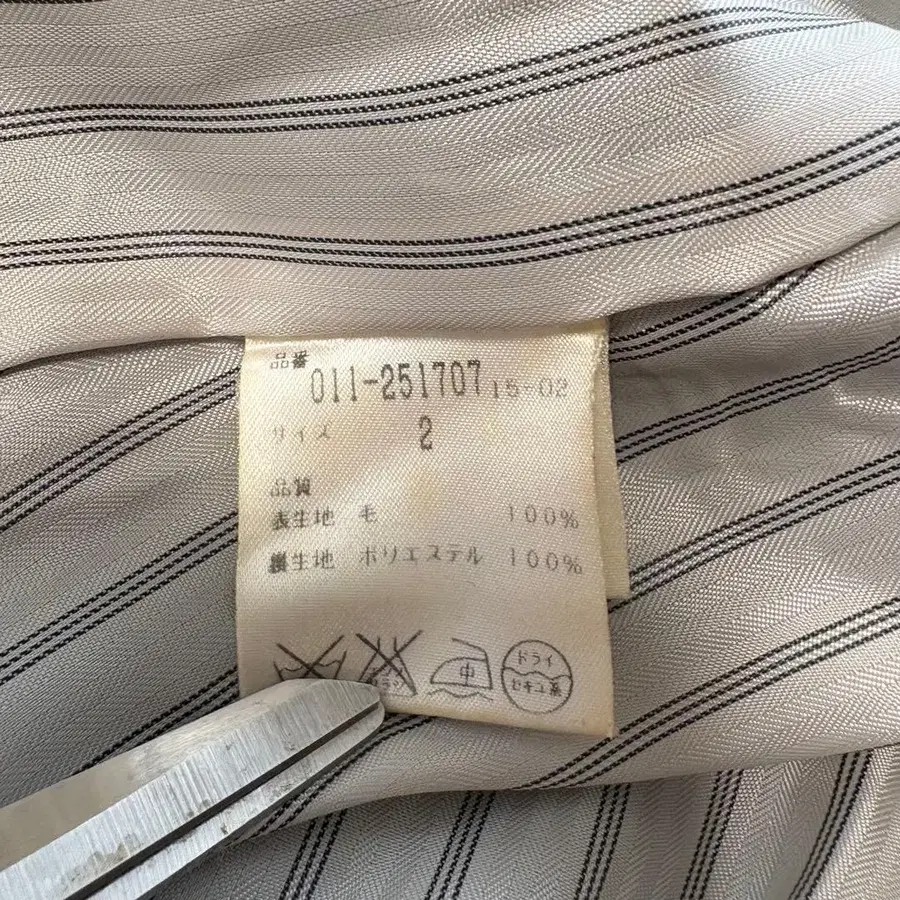 品番
011-251707 15-02
サイズ 2
品質
表生地 毛 100%
裏生地 ポリエステル 100%
中
ドライ
セキユ系